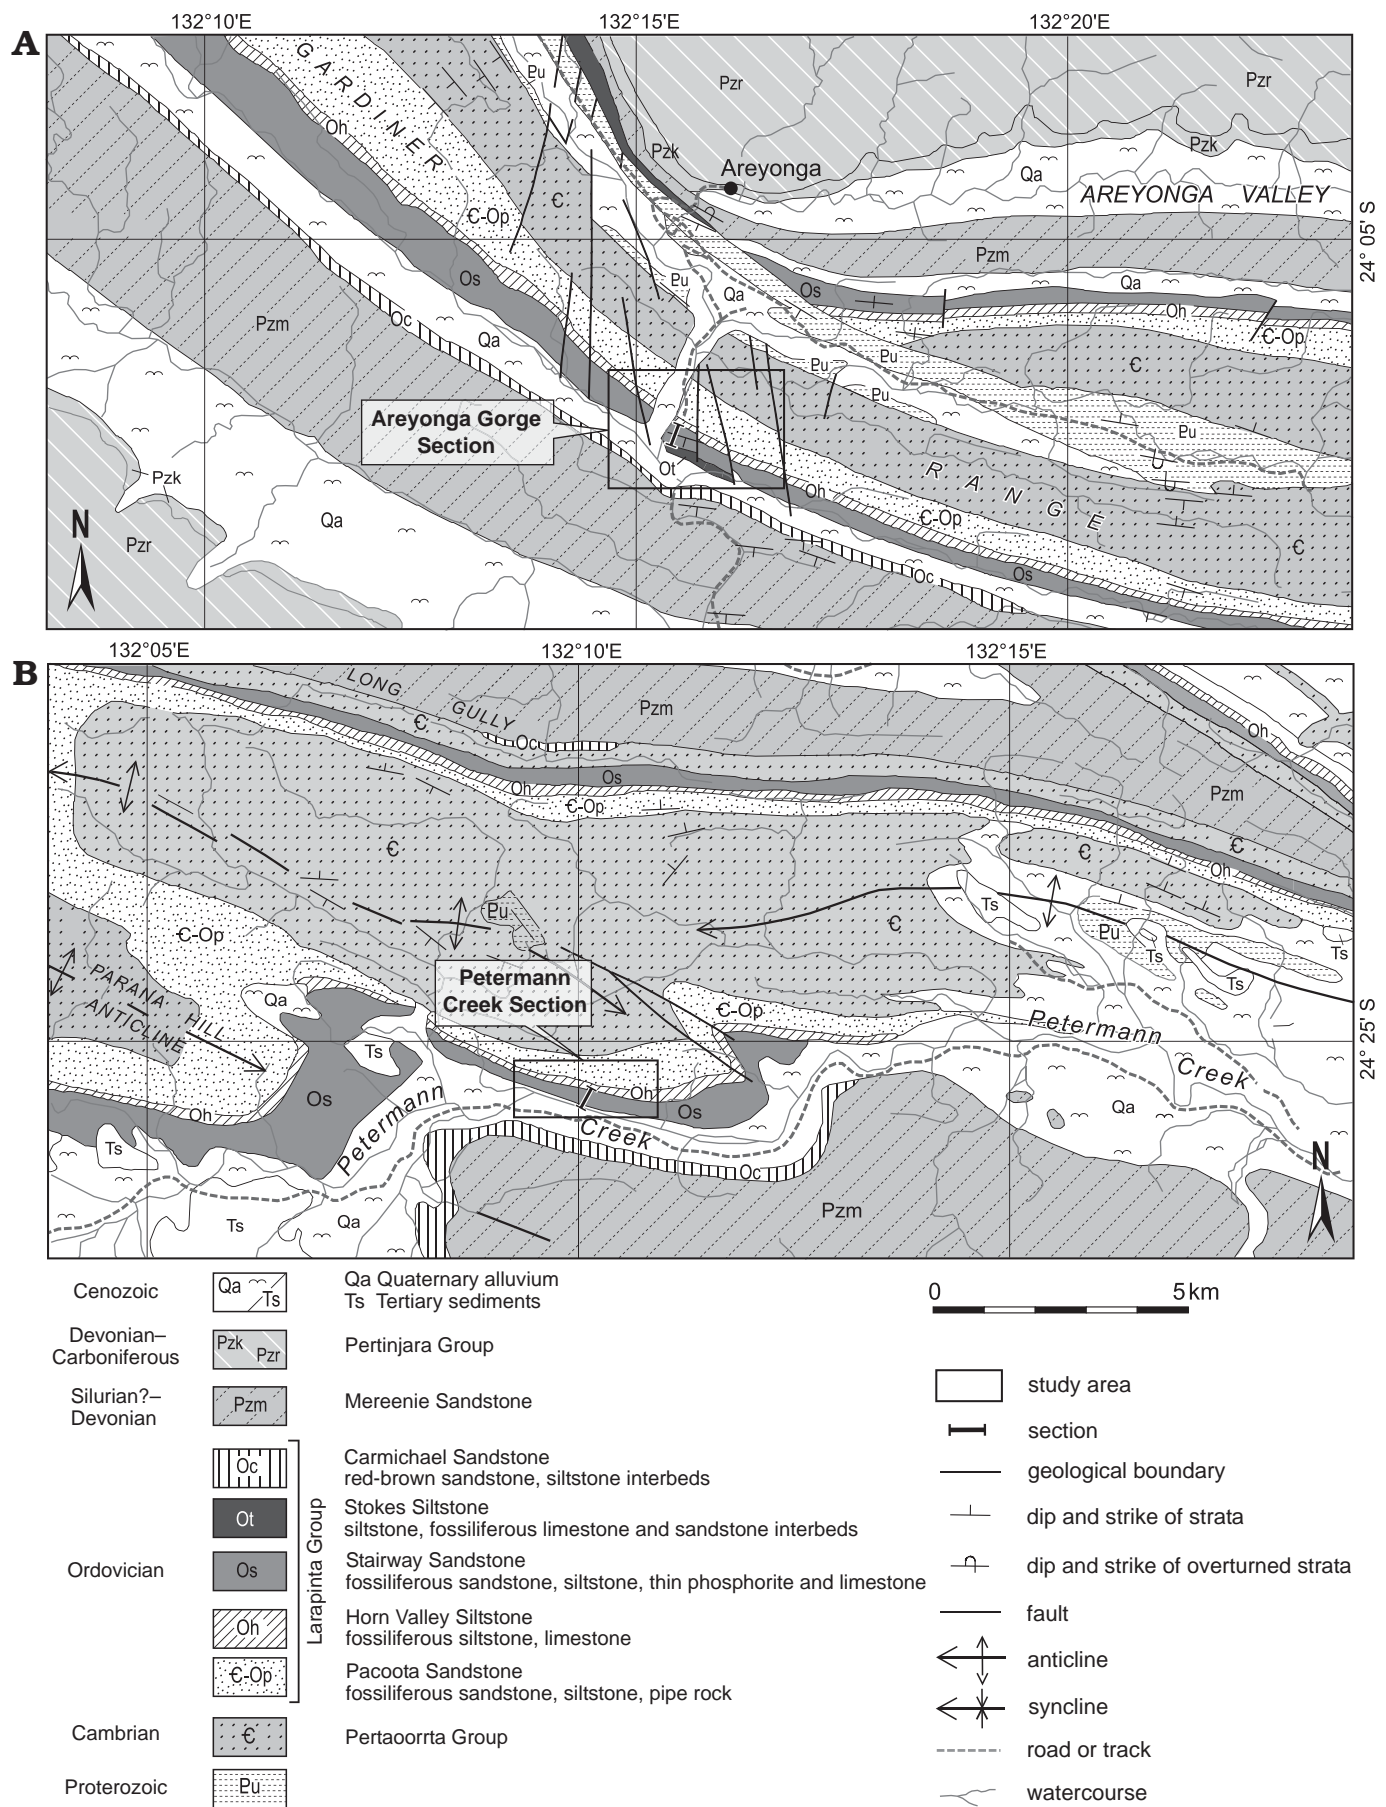 A
132°10'E
132°15'E
132°20'E
GARDINER
Pu
Pzr
Pzr
Oh
Pzk
Areyonga
Pzk
Qa
AREYONGA VALLEY
Є
Є-Op
24° 05' S
Pzm
Os
Pu
Qa
Os
Qa
Oh
Pzm
Oc
Qa
Є-Op
Pu
Pu
Є
Pu
Areyonga Gorge
Section
Pu
Ot
RANGE
Pzk
Oh
Qa
Є-Op
N
Pzr
Є
Oc
Os
B
132°05'E
132°10'E
132°15'E
LONG
GULLY
Є
Pzm
Oc
Oh
Os
Oh
Є-Op
Pzm
Є
Є
Є
Oh
Pu
Ts
Є
Є-Op
Pu
Ts
Ts
Ts
PARANA
HILL
ANTICLINE
Petermann
Creek Section
Qa
Є-Op
Petermann
Creek
24° 25' S
Ts
Os
Oh
Oh
Os
Petermann
Creek
Qa
Ts
Oc
N
Ts
Qa
Pzm
Cenozoic
Qa
Ts
Qa Quaternary alluvium
Ts Tertiary sediments
0
5 km
Devonian–
Carboniferous
Pzk
Pzr
Pertinjara Group
Silurian?–
Devonian
Pzm
Mereenie Sandstone
Ordovician
Larapinta Group
Oc
Carmichael Sandstone
red-brown sandstone, siltstone interbeds
Ot
Stokes Siltstone
siltstone, fossiliferous limestone and sandstone interbeds
Os
Stairway Sandstone
fossiliferous sandstone, siltstone, thin phosphorite and limestone
Oh
Horn Valley Siltstone
fossiliferous siltstone, limestone
Є-Op
Pacoota Sandstone
fossiliferous sandstone, siltstone, pipe rock
Cambrian
Є
Pertaoorrta Group
Proterozoic
Pu
study area
section
geological boundary
dip and strike of strata
dip and strike of overturned strata
fault
anticline
syncline
road or track
watercourse